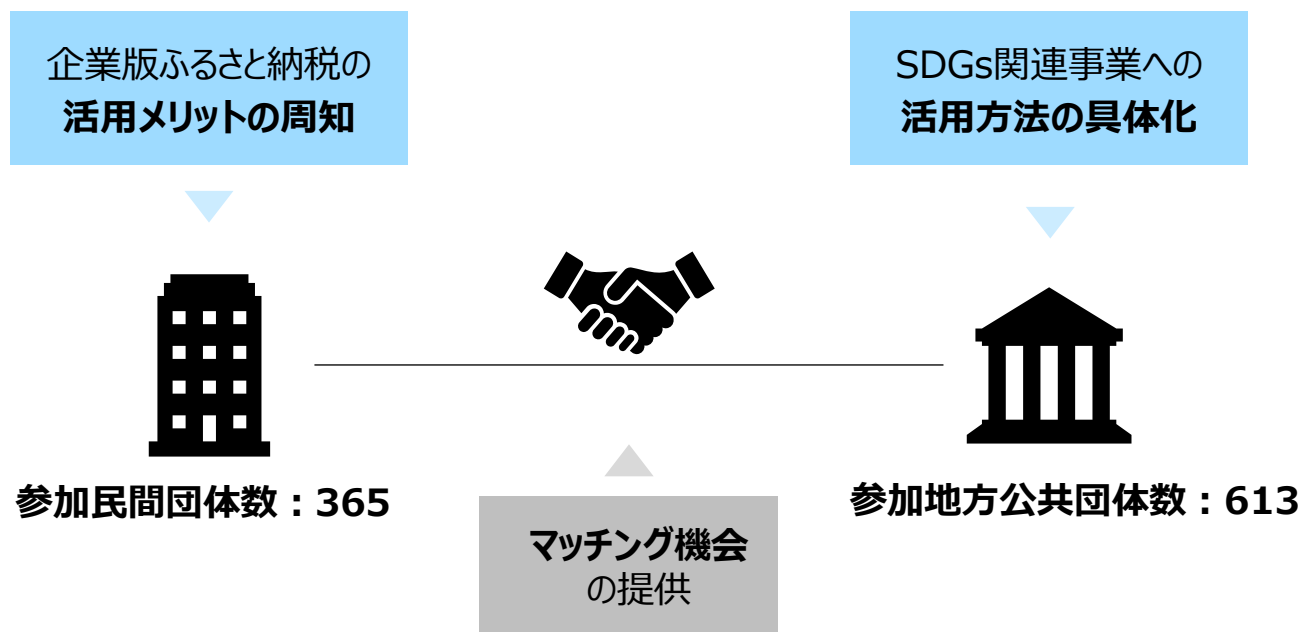 企業版ふるさと納税の
活用メリットの周知
SDGs関連事業への
活用方法の具体化
参加民間団体数：365
参加地方公共団体数：613
マッチング機会
の提供